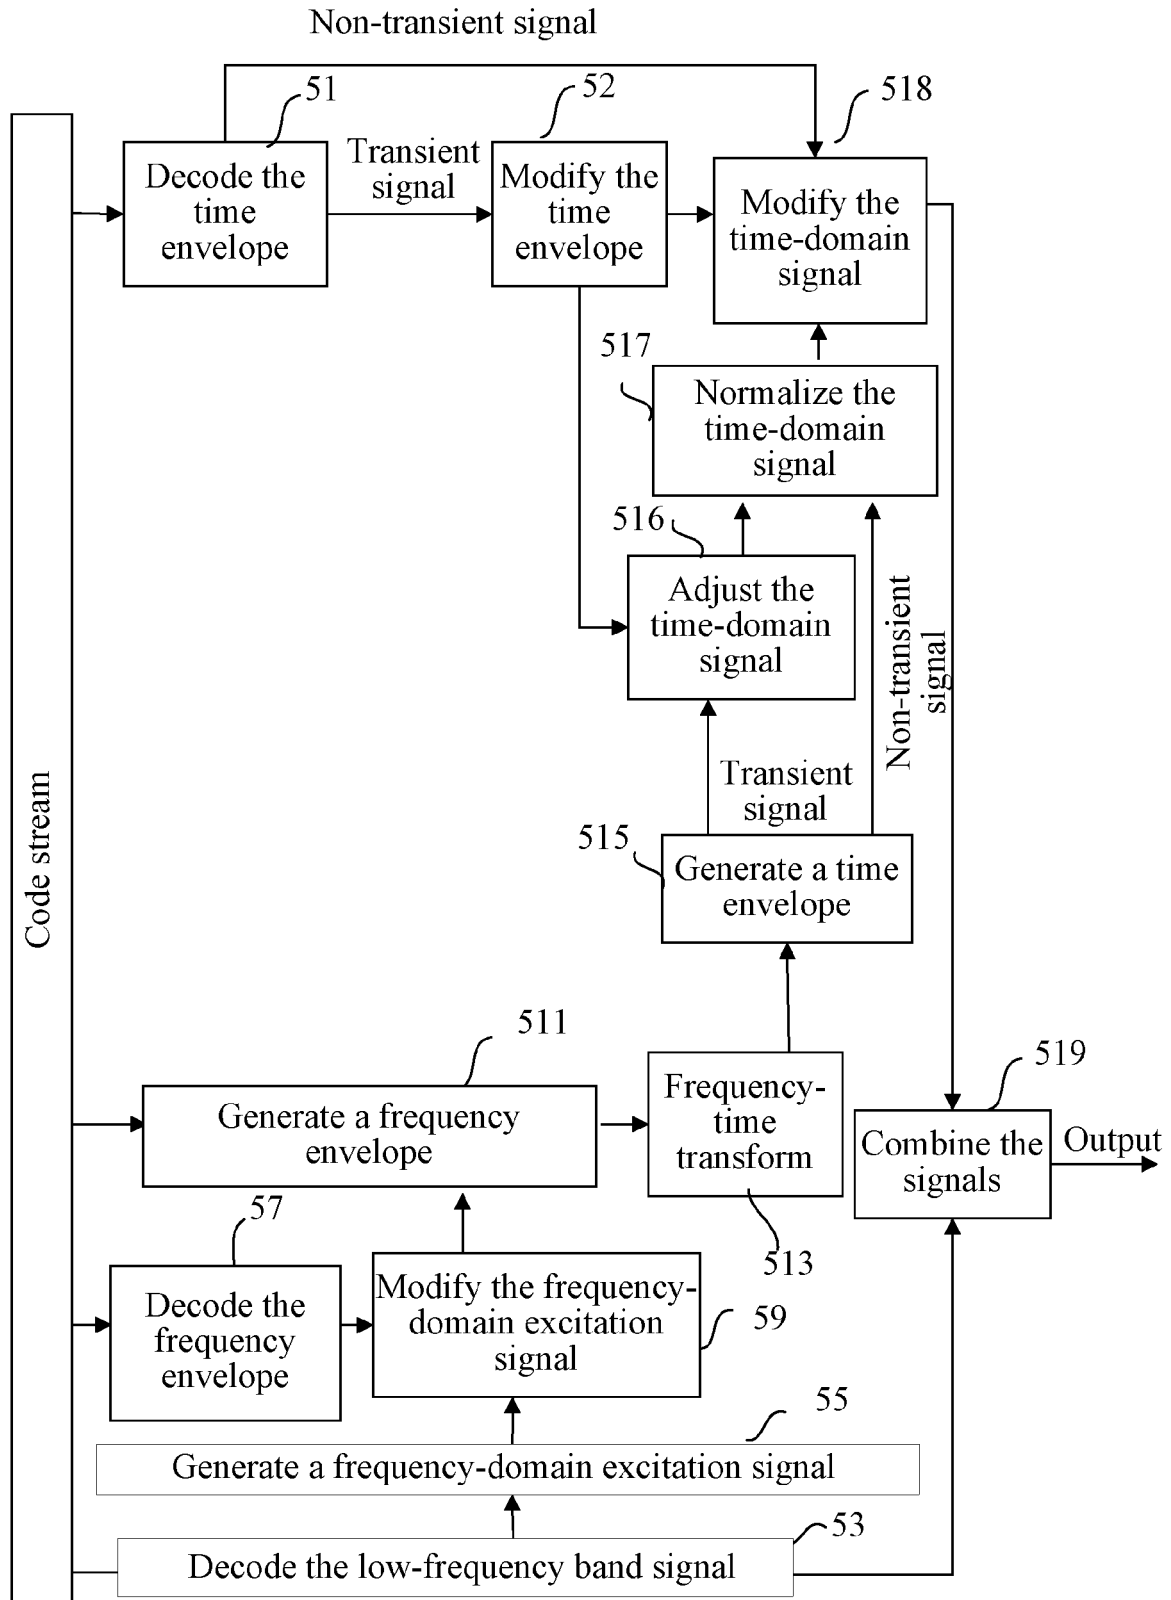 Non-transient signal
51
52
518
Decode the
time
envelope
Transient
signal
Modify the
time
envelope
Modify the
time-domain
signal
517
Normalize the
time-domain
signal
516
Adjust the
time-domain
signal
Non-transient
signal
Transient
signal
515
Generate a time
envelope
Code stream
511
Generate a frequency
envelope
Frequency-
time
transform
513
519
Combine the
signals
Output
57
Decode the
frequency
envelope
Modify the frequency-
domain excitation
signal
59
55
Generate a frequency-domain excitation signal
53
Decode the low-frequency band signal